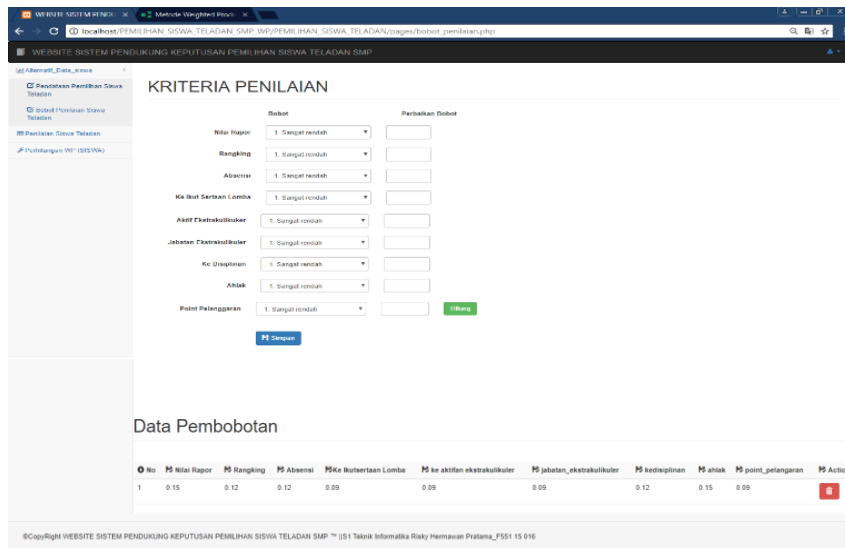 WEBSITE SISTEM PENDU
Metode Weighted Produ
localhost/PEMILIHAN_SISWA_TELADAN_SMP_WP/PEMILIHAN_SISWA_TELADAN/pages/bobot_penilaian.php
WEBSITE SISTEM PENDUKUNG KEPUTUSAN PEMILIHAN SISWA TELADAN SMP
Alternatif_Data_siswa
Pendataan Pemilihan Siswa
Teladan
Bobot Penilaian Siswa
Teladan
Penilaian Siswa Teladan
Perhitungan WP (SISWA)
KRITERIA PENILAIAN
Bobot Perbaikan Bobot
Nilai Rapor 1. Sangat rendah
Rangking 1. Sangat rendah
Absensi 1. Sangat rendah
Ke Ikut Sertaan Lomba 1. Sangat rendah
Aktif Ekstrakulikuker 1. Sangat rendah
Jabatan Ekstrakulikuler 1. Sangat rendah
Ke Disiplinan 1. Sangat rendah
Ahlak 1. Sangat rendah
Point Pelanggaran 1. Sangat rendah Hitung
Simpan
Data Pembobotan
No Nilai Rapor Rangking Absensi Ke Ikutsertaan Lomba ke aktifan ekstrakulikuler jabatan_ekstrakulikuler kedisiplinan ahlak point_pelangaran Actio
1 0.15 0.12 0.12 0.09 0.09 0.09 0.12 0.15 0.09
©CopyRight WEBSITE SISTEM PENDUKUNG KEPUTUSAN PEMILIHAN SISWA TELADAN SMP ™ ||S1 Teknik Informatika Risky Hermawan Pratama_F551 15 016